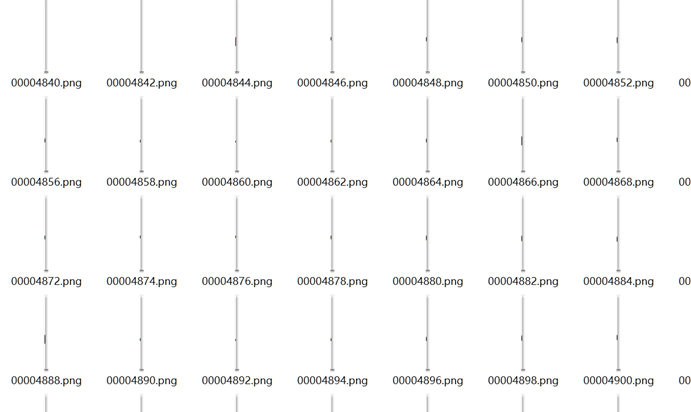 00004840.png 00004842.png 00004844.png 00004846.png 00004848.png 00004850.png 00004852.png 00
00004856.png 00004858.png 00004860.png 00004862.png 00004864.png 00004866.png 00004868.png 00
00004872.png 00004874.png 00004876.png 00004878.png 00004880.png 00004882.png 00004884.png 00
00004888.png 00004890.png 00004892.png 00004894.png 00004896.png 00004898.png 00004900.png 00